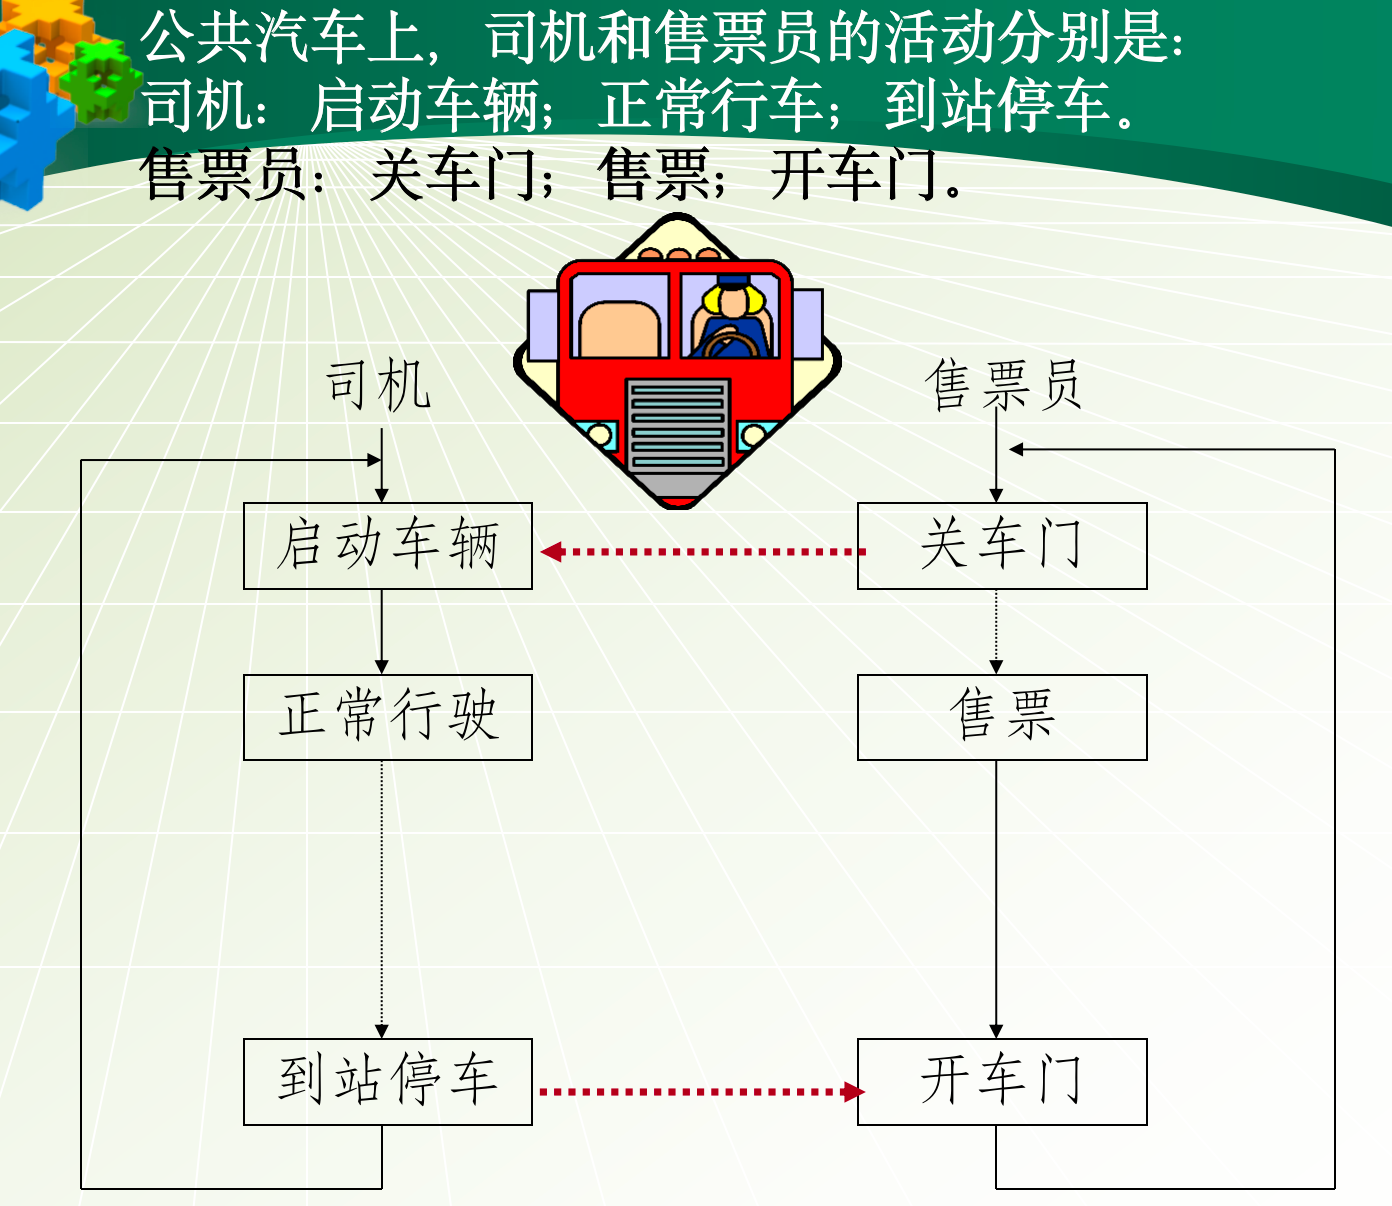 公共汽车上，司机和售票员的活动分别是：
司机：启动车辆；正常行车；到站停车。
售票员：关车门；售票；开车门。
司机
售票员
启动车辆
关车门
正常行驶
售票
到站停车
开车门